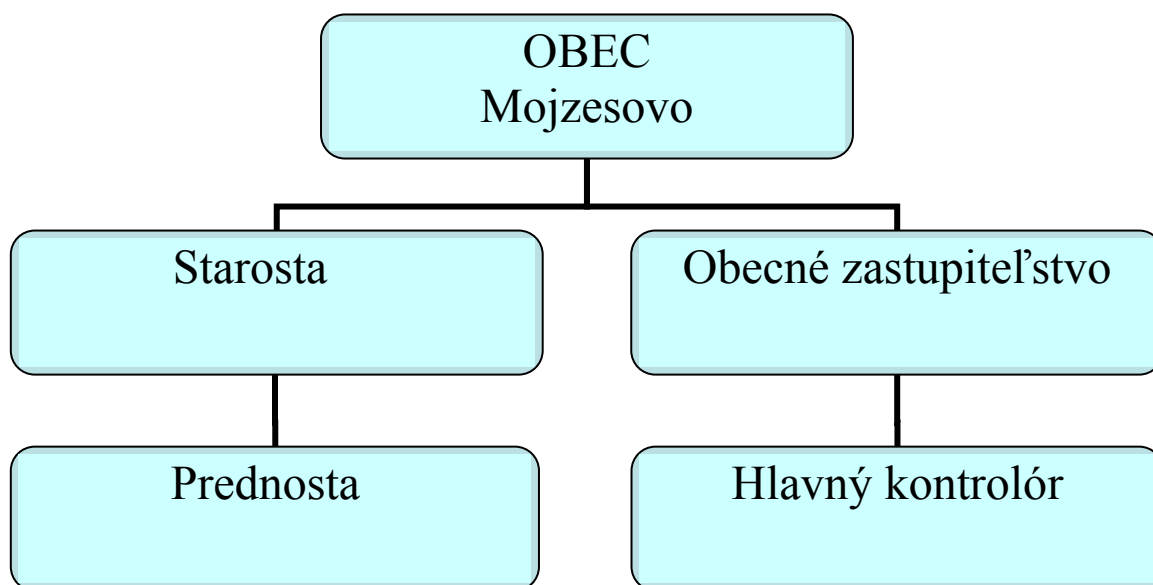 OBEC
Mojzesovo
Starosta
Obecné zastupiteľstvo
Prednosta
Hlavný kontrolór